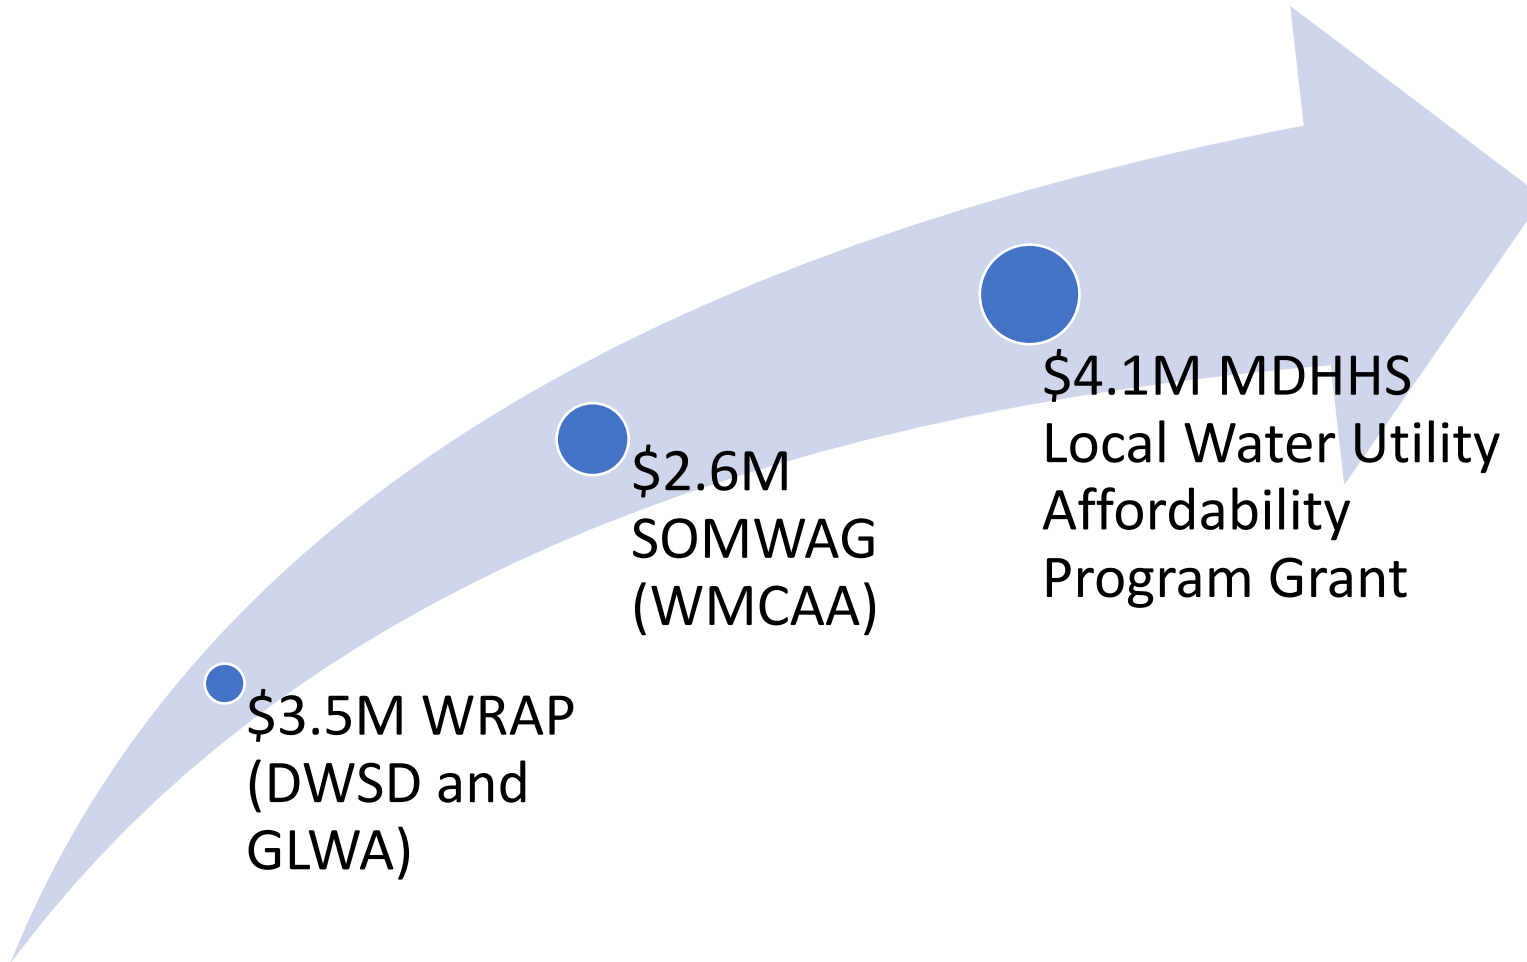 $3.5M WRAP
(DWSD and
GLWA)
$2.6M
SOMWAG
(WMCAA)
$4.1M MDHHS
Local Water Utility
Affordability
Program Grant